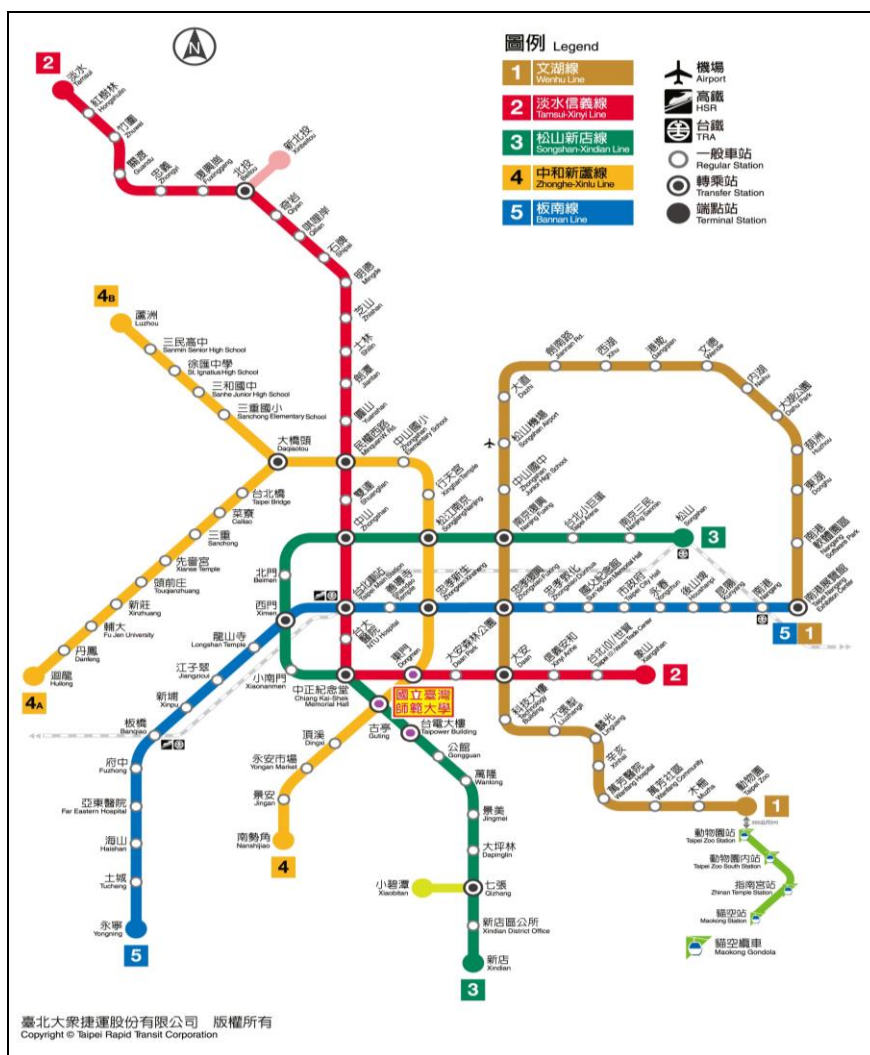 圖例 Legend
1 文湖線
Wenhu Line
2 淡水信義線
Tamsui-Xinyi Line
3 松山新店線
Songshan-Xindian Line
4 中和新蘆線
Zhonghe-Xinlu Line
5 板南線
Bannan Line
機場
Airport
高鐵
HSR
台鐵
TRA
一般車站
Regular Station
轉乘站
Transfer Station
端點站
Terminal Station
N
2
淡水
Tamsui
紅樹林
Hongshulin
竹圍
Zhuwei
關渡
Guandu
忠義
Zhongyi
復興崗
Fuxinggang
北投
Beitou
新北投
Xinbeitou
奇岩
Qiyan
唭哩岸
Qilian
石牌
Shipai
明德
Mingde
芝山
Zhishan
士林
Shilin
劍潭
Jiantan
圓山
Yuanshan
民權西路
Minquan W. Rd.
雙連
Shuanglian
中山
Zhongshan
台北車站
Taipei Main Station
台大
醫院
NTU Hospital
中正紀念堂
Chiang Kai-Shek
Memorial Hall
東門
Dongmen
大安森林公園
Daan Park
大安
Daan
信義安和
Xinyi Anhe
台北101/世貿
Taipei 101/World Trade Center
象山
Xiangshan
2
4B
蘆洲
Luzhou
三民高中
Sanmin Senior High School
徐匯中學
St. Ignatius High School
三和國中
Sanhe Junior High School
三重國小
Sanchong Elementary School
大橋頭
Daqiaotou
台北橋
Taipei Bridge
菜寮
Cailiao
三重
Sanchong
先嗇宮
Xianse Temple
頭前庄
Touqianzhuang
新莊
Xinzhuang
輔大
Fu Jen University
丹鳳
Danfeng
迴龍
Huilong
4A
中山國小
Zhongshan
Elementary School
行天宮
Xingtian Temple
松江南京
Songjiang Nanjing
忠孝新生
Zhongxiao Xinsheng
國立臺灣
師範大學
古亭
Guting
頂溪
Dingxi
永安市場
Yongan Market
景安
Jingan
南勢角
Nanshijiao
4
松山
Songshan
3
南京三民
Nanjing Sanmin
台北小巨蛋
Taipei Arena
南京復興
Nanjing Fuxing
北門
Beimen
西門
Ximen
小南門
Xiaonanmen
台電大樓
Taipower Building
公館
Gongguan
萬隆
Wanlong
景美
Jingmei
大坪林
Dapinglin
七張
Qizhang
小碧潭
Xiaobitan
新店區公所
Xindian District Office
新店
Xindian
3
善導寺
Shandao Temple
忠孝復興
Zhongxiao Fuxing
忠孝敦化
Zhongxiao Dunhua
國父紀念館
Sun Yat-Sen Memorial Hall
市政府
Taipei City Hall
永春
Yongchun
後山埤
Houshanpi
昆陽
Kunyang
南港
Nangang
南港展覽館
Taipei Nangang
Exhibition Center
5 1
龍山寺
Longshan Temple
江子翠
Jiangzicui
新埔
Xinpu
板橋
Banqiao
府中
Fuzhong
亞東醫院
Far Eastern Hospital
海山
Haishan
土城
Tucheng
永寧
Yongning
5
劍南路
Jiannan Rd.
西湖
Xihu
港墘
Gangqian
文德
Wende
內湖
Neihu
大湖公園
Dahu Park
葫洲
Huzhou
東湖
Donghu
南港
軟體園區
Nangang
Software Park
大直
Dazhi
松山機場
Songshan Airport
中山國中
Zhongshan
Junior High School
科技大樓
Technology
Building
六張犁
Liuzhangli
麟光
Linguang
辛亥
Xinhai
萬芳醫院
Wanfang Hospital
萬芳社區
Wanfang Community
木柵
Muzha
動物園
Taipei Zoo
1
動物園站
Taipei Zoo Station
動物園內站
Taipei Zoo South Station
指南宮站
Zhinan Temple Station
貓空站
Maokong Station
貓空纜車
Maokong Gondola
臺北大眾捷運股份有限公司 版權所有
Copyright © Taipei Rapid Transit Corporation